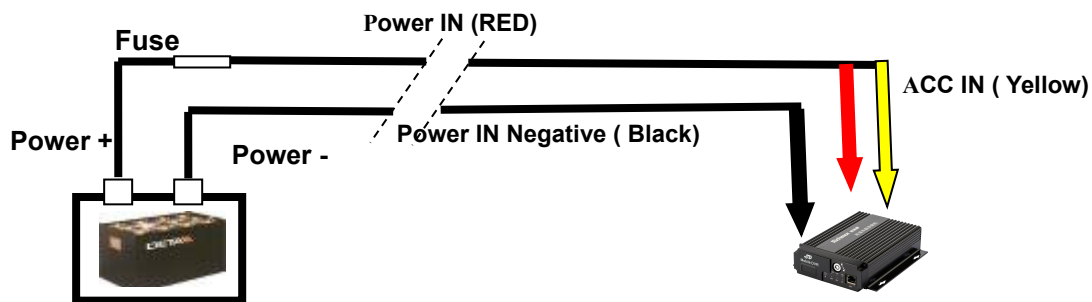 Power IN (RED)
Fuse
ACC IN ( Yellow)
Power +
Power IN Negative ( Black)
Power -